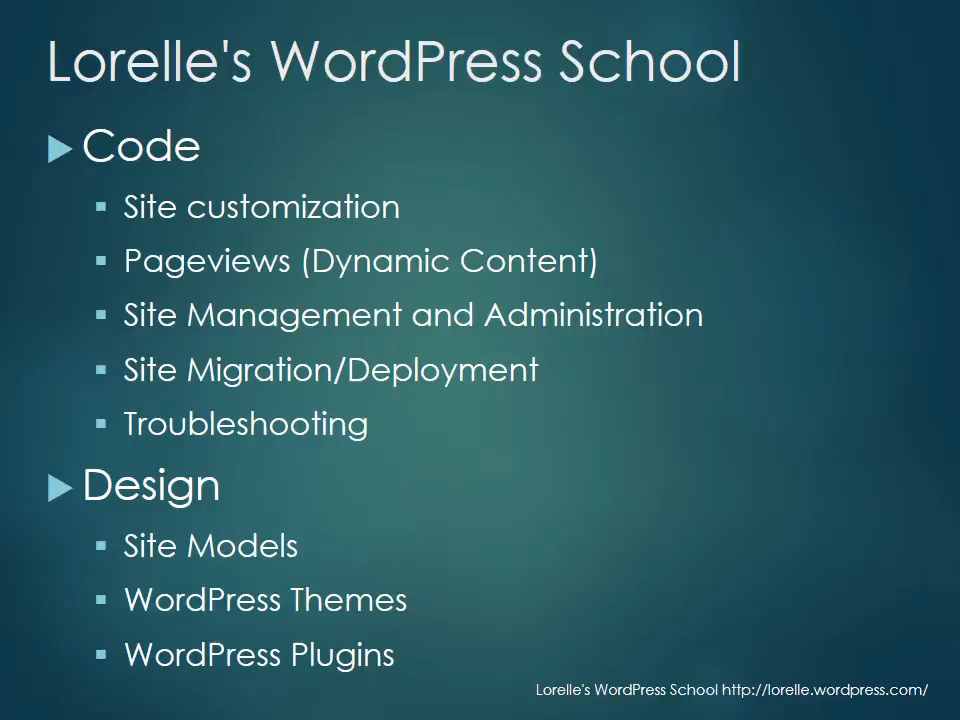 Lorelle's WordPress School
Code
Site customization
Pageviews (Dynamic Content)
Site Management and Administration
Site Migration/Deployment
Troubleshooting
Design
Site Models
WordPress Themes
WordPress Plugins
Lorelle's WordPress School http://lorelle.wordpress.com/